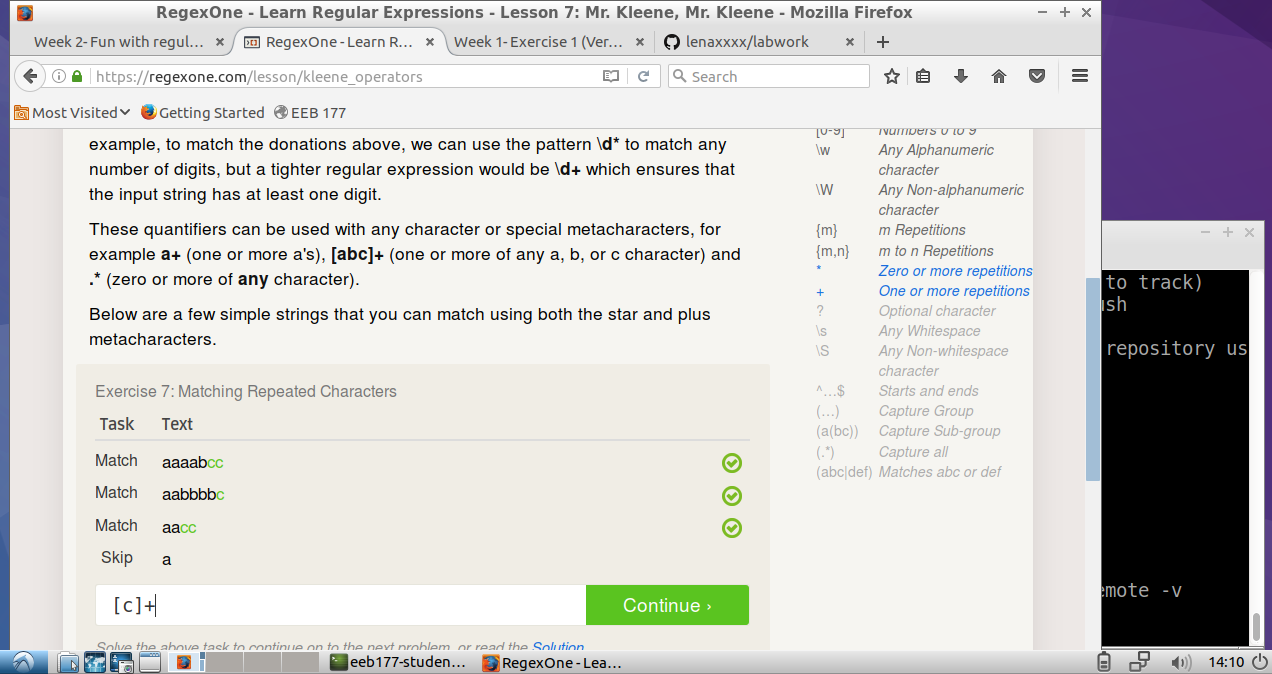 RegexOne - Learn Regular Expressions - Lesson 7: Mr. Kleene, Mr. Kleene - Mozilla Firefox
Week 2- Fun with regul...
RegexOne - Learn R...
Week 1- Exercise 1 (Ver...
lenaxxxx/labwork
https://regexone.com/lesson/kleene_operators
Search
Most Visited
Getting Started
EEB 177
example, to match the donations above, we can use the pattern \d* to match any
number of digits, but a tighter regular expression would be \d+ which ensures that
the input string has at least one digit.
These quantifiers can be used with any character or special metacharacters, for
example a+ (one or more a's), [abc]+ (one or more of any a, b, or c character) and
.* (zero or more of any character).
Below are a few simple strings that you can match using both the star and plus
metacharacters.
Exercise 7: Matching Repeated Characters
Task Text
Match aaaabcc
Match aabbbbc
Match aacc
Skip a
[c]+
Continue ›
Solve the above task to continue on to the next problem, or read the Solution.
[0-9] Numbers 0 to 9
\w Any Alphanumeric
character
\W Any Non-alphanumeric
character
{m} m Repetitions
{m,n} m to n Repetitions
* Zero or more repetitions
+ One or more repetitions
? Optional character
\s Any Whitespace
\S Any Non-whitespace
character
^...$ Starts and ends
(...) Capture Group
(a(bc)) Capture Sub-group
(.*) Capture all
(abc|def) Matches abc or def
to track)
repository us
-v
eeb177-studen...
RegexOne - Lea...
14:10